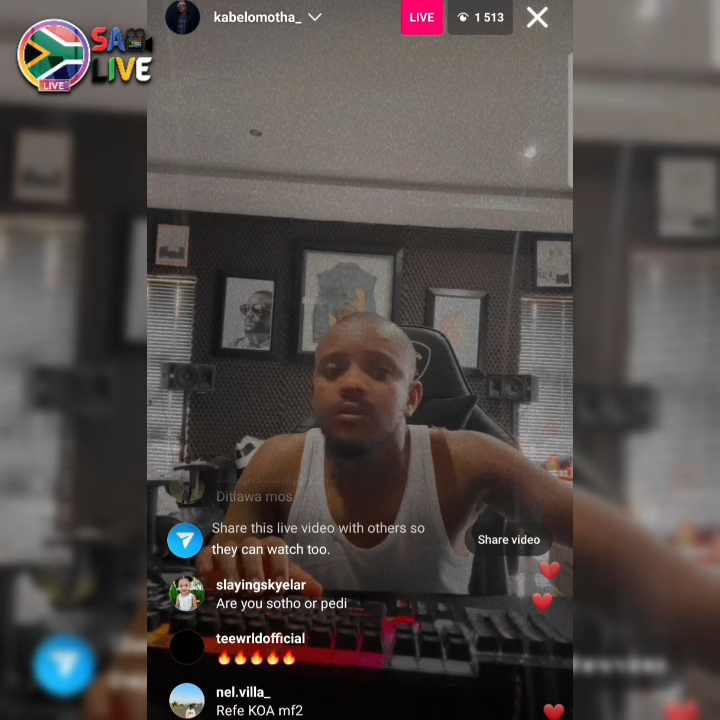 SA
LIVE
LIVE
kabelomotha_
LIVE
1 513
Ditlawa mos
Share this live video with others so
they can watch too.
Share video
slayingskyelar
Are you sotho or pedi
teewrldofficial
🔥🔥🔥🔥🔥
nel.villa_
Refe KOA mf2